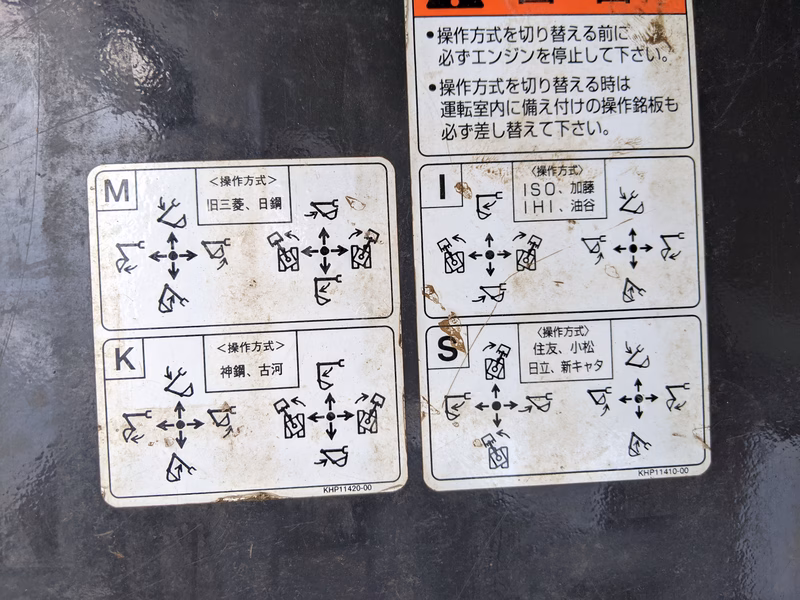 •操作方式を切り替える前に
必ずエンジンを停止して下さい。
•操作方式を切り替える時は
運転室内に備え付けの操作銘板も
必ず差し替えて下さい。
M
<操作方式>
旧三菱、日鋼
K
<操作方式>
神鋼、古河
KHP11420-00
I
<操作方式>
ISO、加藤
IHI、油谷
S
<操作方式>
住友、小松
日立、新キャタ
KHP11410-00